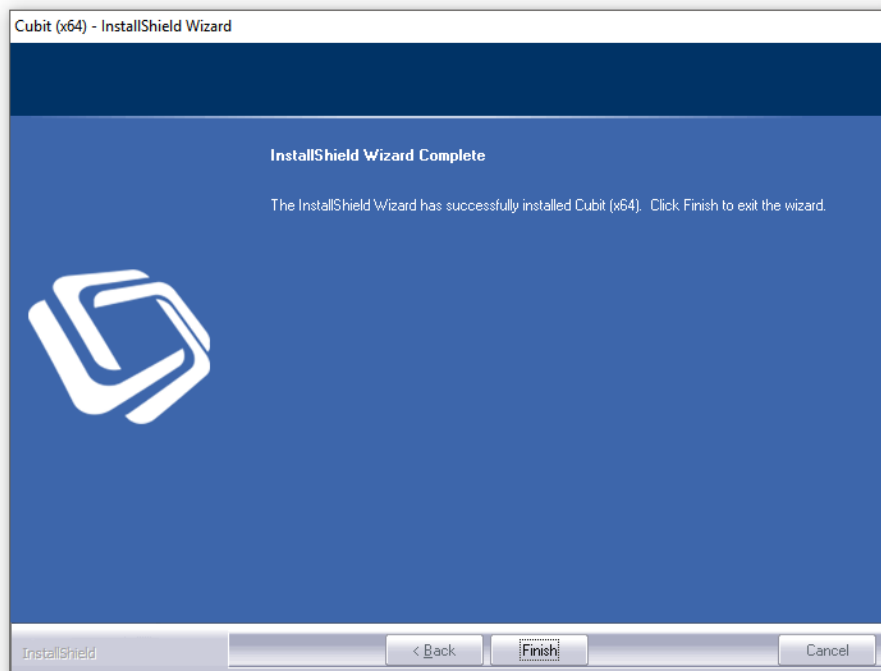 Cubit (x64) - InstallShield Wizard
InstallShield Wizard Complete
The InstallShield Wizard has successfully installed Cubit (x64).  Click Finish to exit the wizard.
InstallShield
< Back
Finish
Cancel